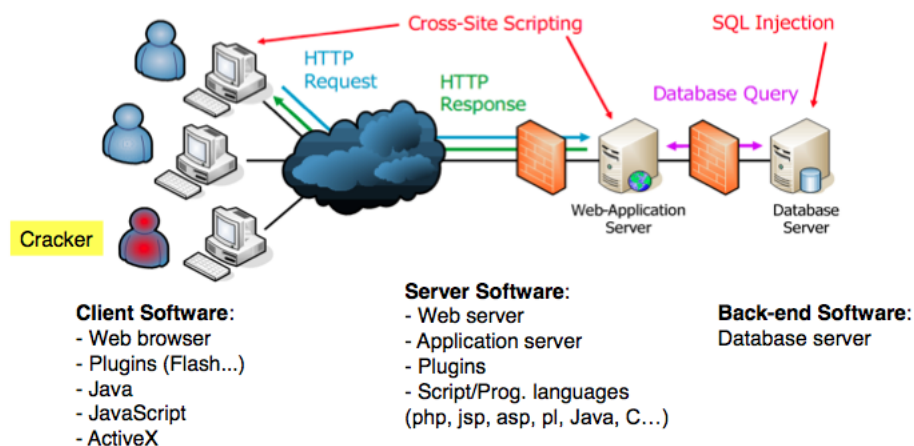 Cross-Site Scripting
SQL Injection
HTTP
Request
HTTP
Response
Database Query
Web-Application
Server
Database
Server
Cracker
Client Software:
- Web browser
- Plugins (Flash...)
- Java
- JavaScript
- ActiveX
Server Software:
- Web server
- Application server
- Plugins
- Script/Prog. languages
(php, jsp, asp, pl, Java, C…)
Back-end Software:
Database server